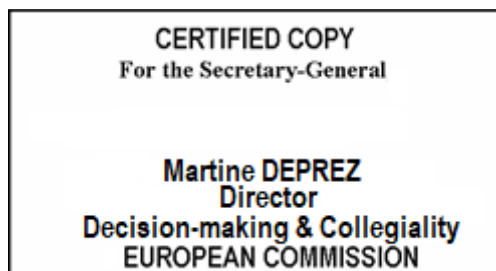 CERTIFIED COPY
For the Secretary-General
Martine DEPREZ
Director
Decision-making & Collegiality
EUROPEAN COMMISSION